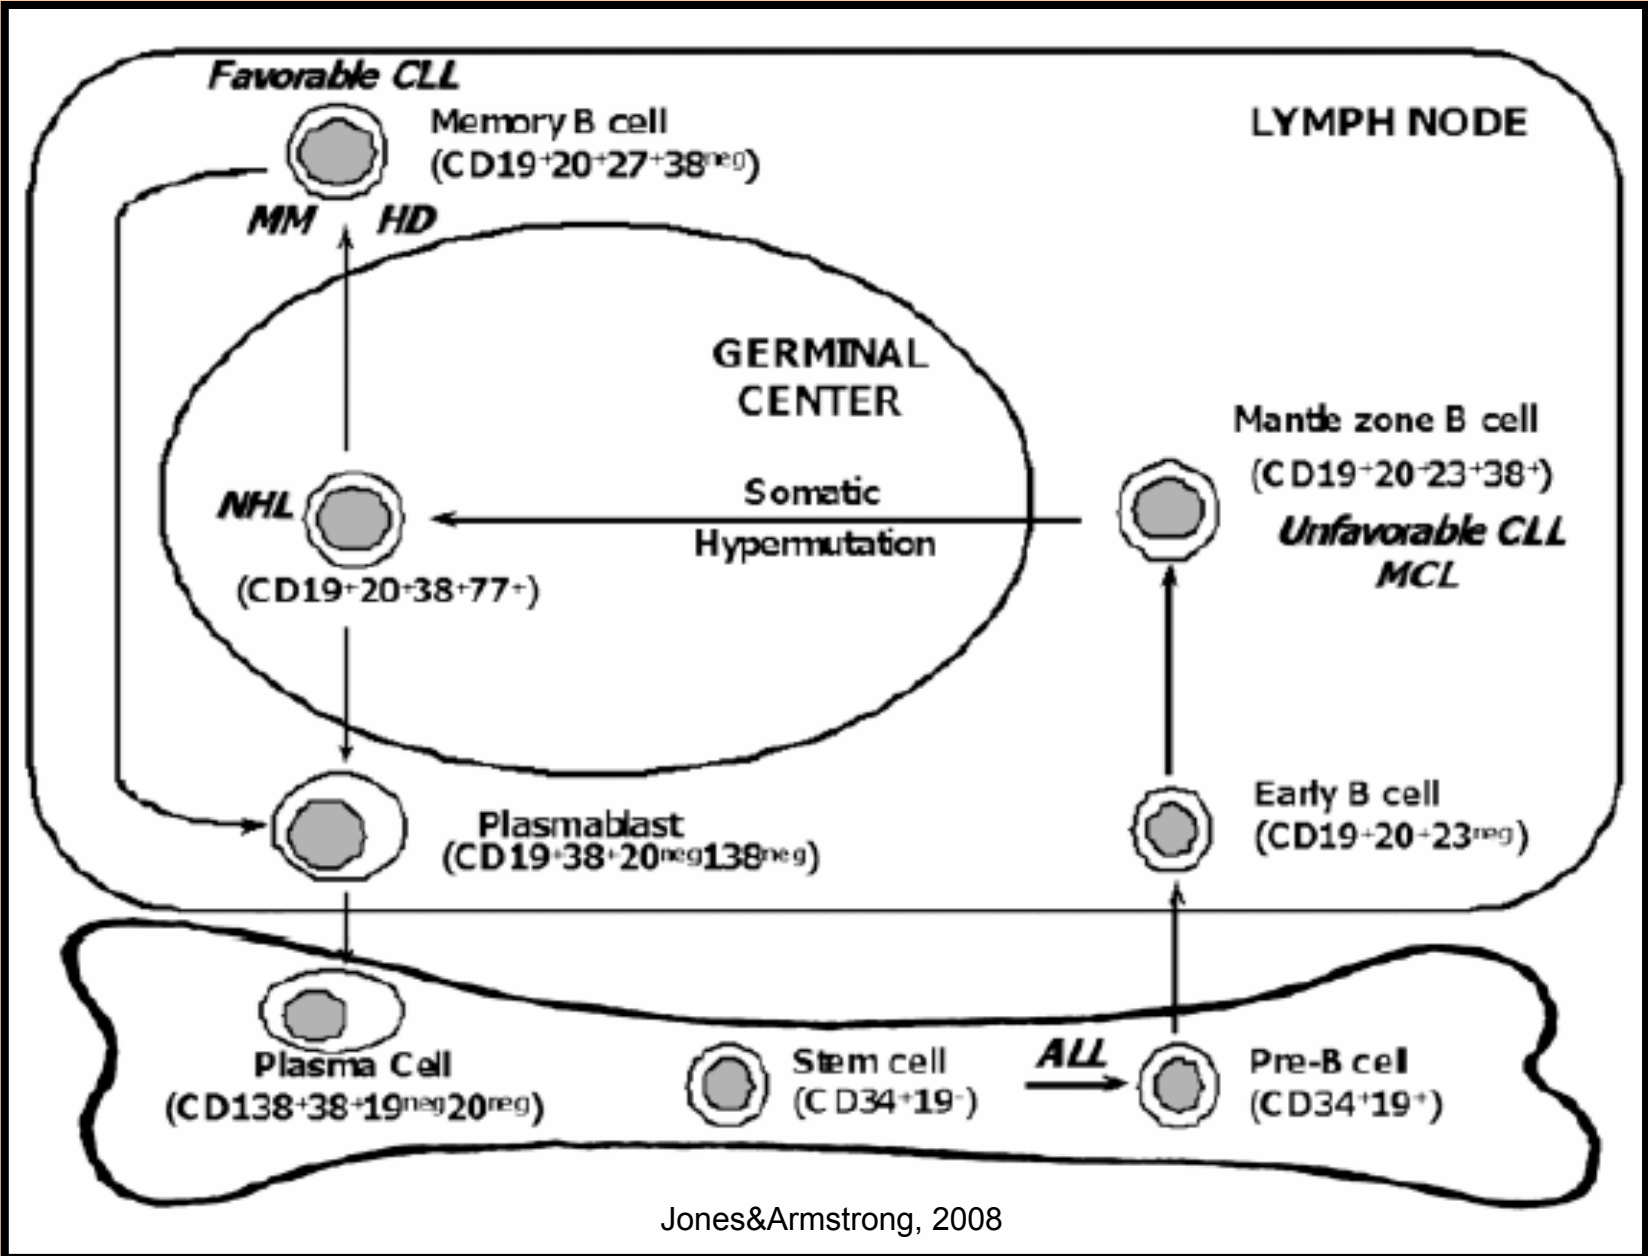 Favorable CLL
Memory B cell
(CD19⁺20⁺27⁺38ⁿᵉᵍ)
MM HD
LYMPH NODE
GERMINAL
CENTER
Mantle zone B cell
(CD19⁺20⁺23⁺38⁺)
Unfavorable CLL
MCL
Somatic
Hypermutation
NHL
(CD19⁺20⁺38⁺77⁺)
Plasmablast
(CD19⁺38⁺20ⁿᵉᵍ138ⁿᵉᵍ)
Early B cell
(CD19⁺20⁺23ⁿᵉᵍ)
Plasma Cell
(CD138⁺38⁺19ⁿᵉᵍ20ⁿᵉᵍ)
Stem cell
(CD34⁺19⁻)
ALL
Pre-B cell
(CD34⁺19⁺)
Jones&Armstrong, 2008